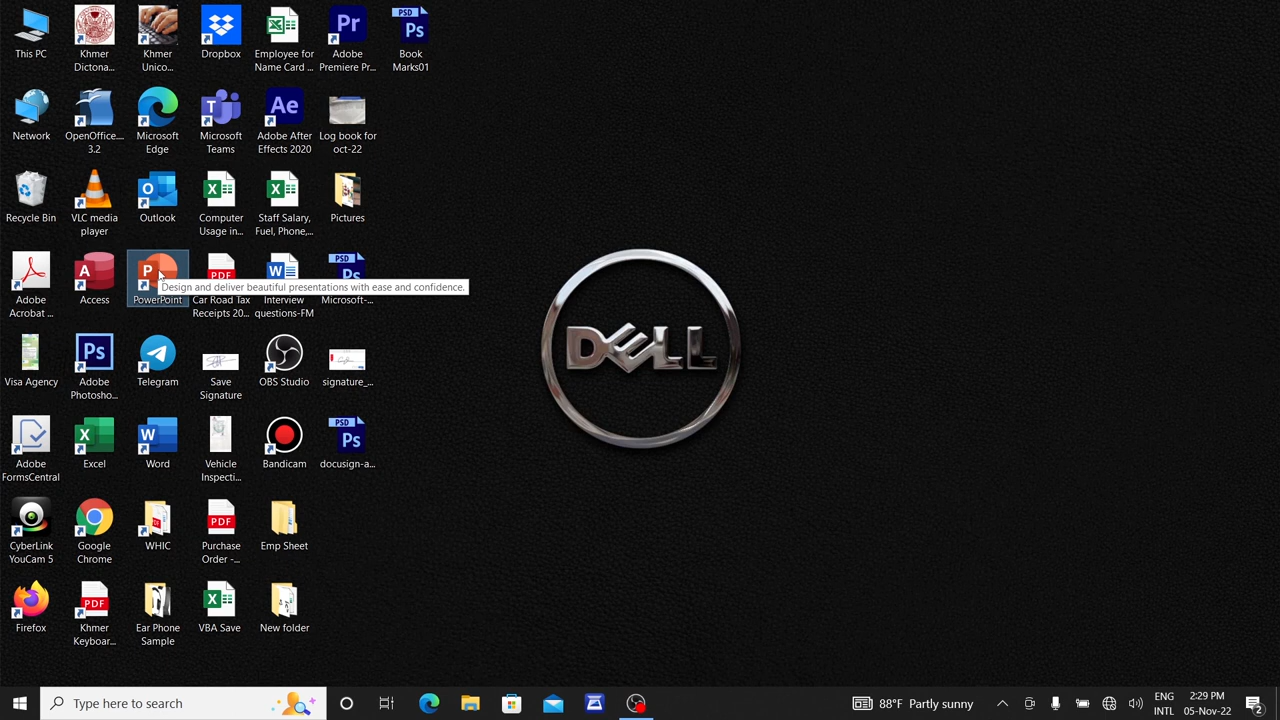 This PC
Khmer
Dictona...
Khmer
Unico...
Dropbox
Employee for
Name Card ...
Adobe
Premiere Pr...
Book
Marks01
Network
OpenOffice....
3.2
Microsoft
Edge
Microsoft
Teams
Adobe After
Effects 2020
Log book for
oct-22
Recycle Bin
VLC media
player
Outlook
Computer
Usage in...
Staff Salary,
Fuel, Phone,...
Pictures
Adobe
Acrobat ...
Access
PowerPoint
Design and deliver beautiful presentations with ease and confidence.
Car Road Tax
Receipts 20...
Interview
questions-FM
Microsoft-...
Visa Agency
Adobe
Photosho...
Telegram
Save
Signature
OBS Studio
signature_...
Adobe
FormsCentral
Excel
Word
Vehicle
Inspecti...
Bandicam
docusign-a...
CyberLink
YouCam 5
Google
Chrome
WHIC
Purchase
Order -...
Emp Sheet
Firefox
Khmer
Keyboar...
Ear Phone
Sample
VBA Save
New folder
DELL
Type here to search
88°F Partly sunny
ENG
INTL
2:29 PM
05-Nov-22
2